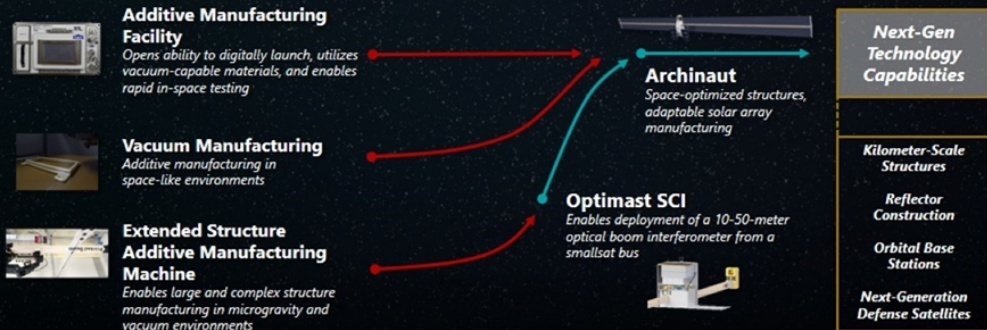 Additive Manufacturing
Facility
Opens ability to digitally launch, utilizes
vacuum-capable materials, and enables
rapid in-space testing
Vacuum Manufacturing
Additive manufacturing in
space-like environments
Extended Structure
Additive Manufacturing
Machine
Enables large and complex structure
manufacturing in microgravity and
vacuum environments
Archinaut
Space-optimized structures,
adaptable solar array
manufacturing
Optimast SCI
Enables deployment of a 10-50-meter
optical boom interferometer from a
smallsat bus
Next-Gen
Technology
Capabilities
Kilometer-Scale
Structures
Reflector
Construction
Orbital Base
Stations
Next-Generation
Defense Satellites